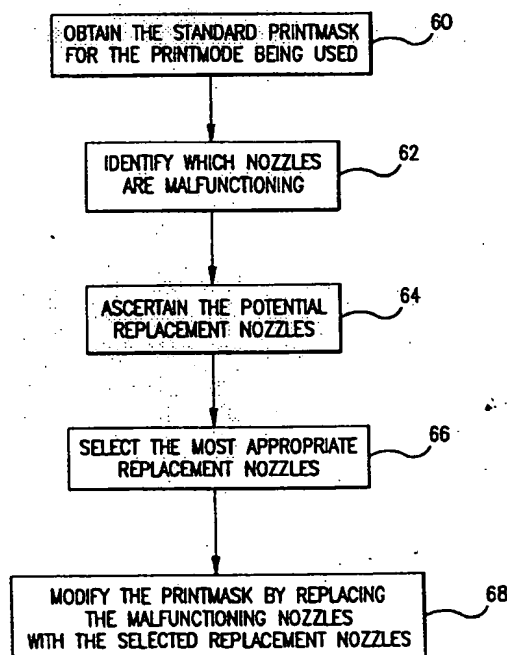 OBTAIN THE STANDARD PRINTMASK
FOR THE PRINTMODE BEING USED
60
IDENTIFY WHICH NOZZLES
ARE MALFUNCTIONING
62
ASCERTAIN THE POTENTIAL
REPLACEMENT NOZZLES
64
SELECT THE MOST APPROPRIATE
REPLACEMENT NOZZLES
66
MODIFY THE PRINTMASK BY REPLACING
THE MALFUNCTIONING NOZZLES
WITH THE SELECTED REPLACEMENT NOZZLES
68